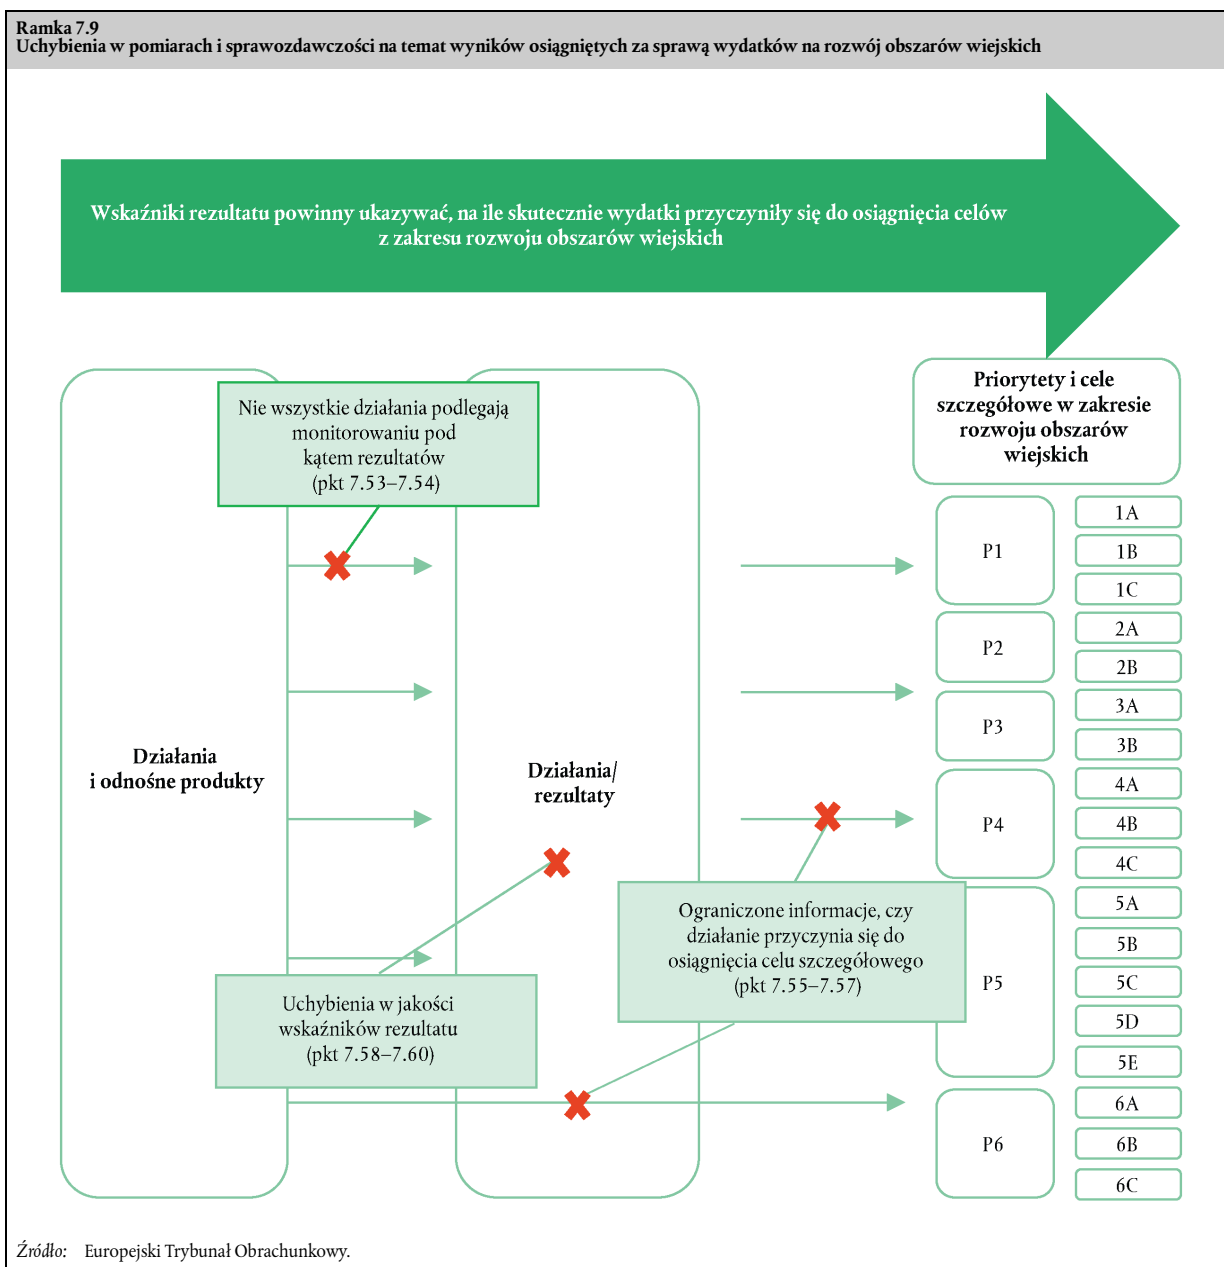 Ramka 7.9
Uchybienia w pomiarach i sprawozdawczości na temat wyników osiągniętych za sprawą wydatków na rozwój obszarów wiejskich
Wskaźniki rezultatu powinny ukazywać, na ile skutecznie wydatki przyczyniły się do osiągnięcia celów
z zakresu rozwoju obszarów wiejskich
Nie wszystkie działania podlegają
monitorowaniu pod
kątem rezultatów
(pkt 7.53–7.54)
Priorytety i cele
szczegółowe w zakresie
rozwoju obszarów
wiejskich
Działania
i odnośne produkty
Działania/
rezultaty
Uchybienia w jakości
wskaźników rezultatu
(pkt 7.58–7.60)
Ograniczone informacje, czy
działanie przyczynia się do
osiągnięcia celu szczegółowego
(pkt 7.55–7.57)
P1
1A
1B
1C
P2
2A
2B
P3
3A
3B
P4
4A
4B
4C
P5
5A
5B
5C
5D
5E
P6
6A
6B
6C
Źródło: Europejski Trybunał Obrachunkowy.